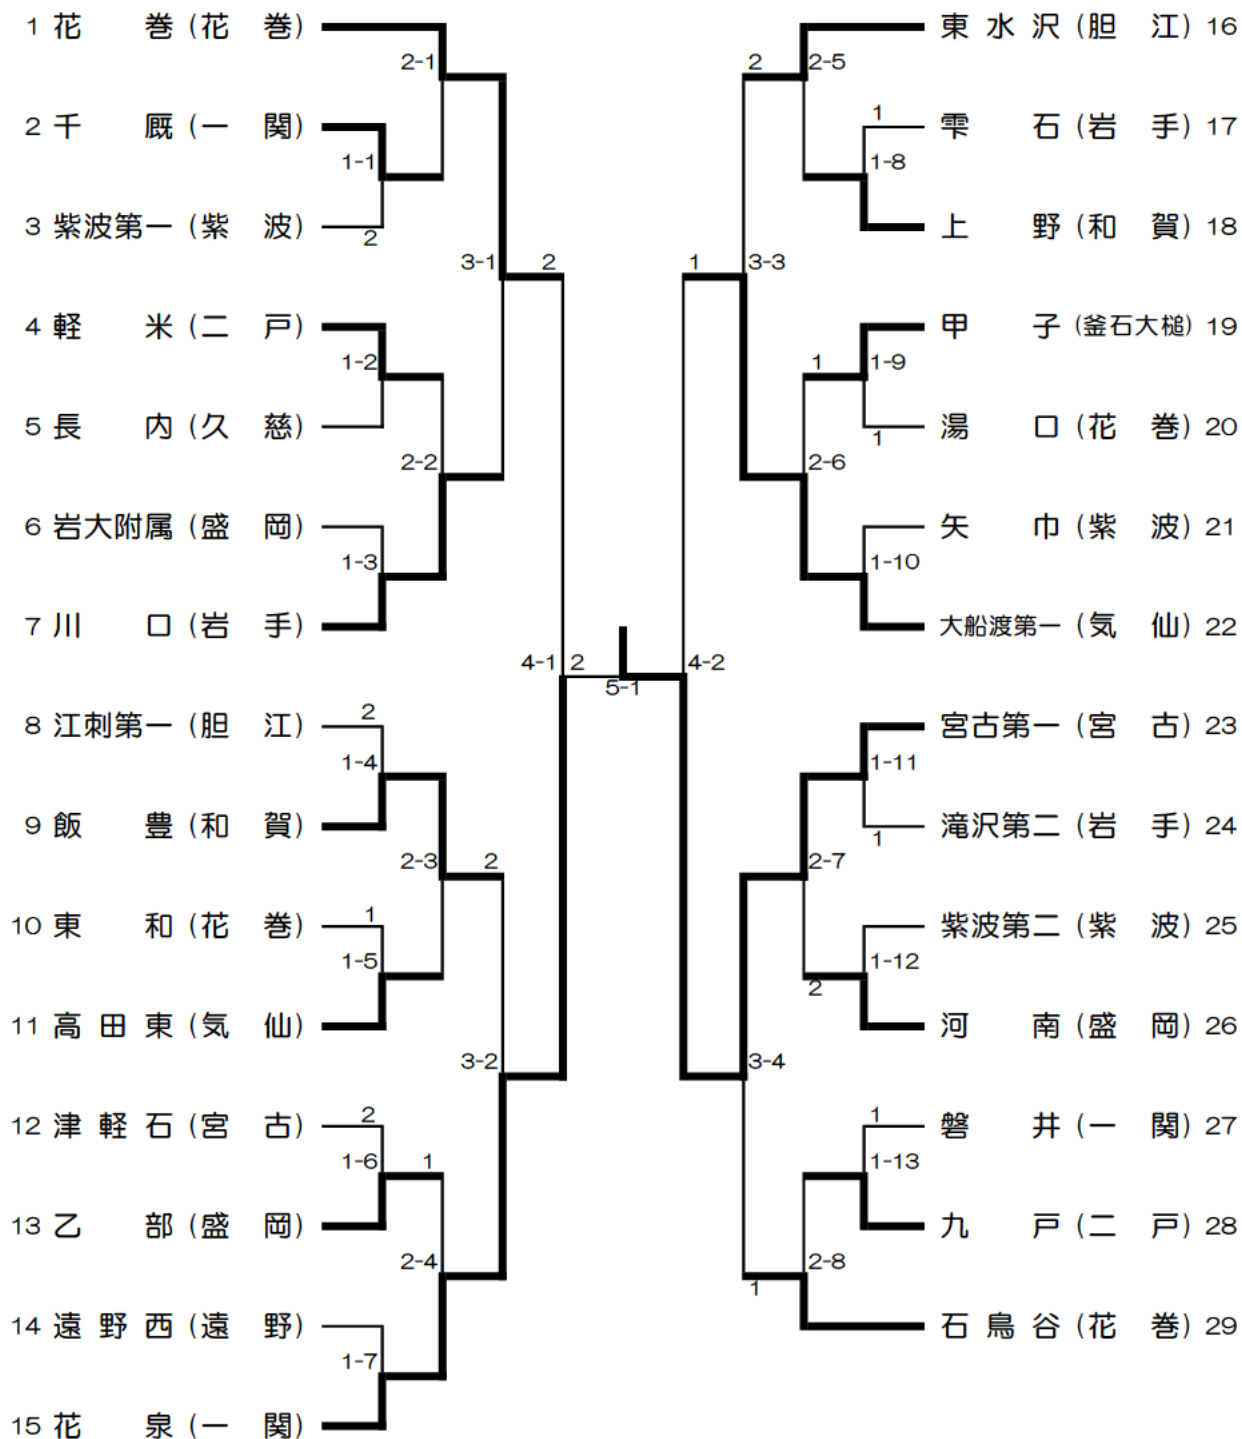 1 花巻(花巻)
2-1
2 千厩(一関)
1-1
3 紫波第一(紫波)
2
3-1 2
4 軽米(二戸)
1-2
5 長内(久慈)
2-2
6 岩大附属(盛岡)
1-3
7 川口(岩手)
4-1 2
5-1
8 江刺第一(胆江)
2
1-4
9 飯豊(和賀)
2-3 2
10 東和(花巻)
1
1-5
11 高田東(気仙)
3-2
12 津軽石(宮古)
2
1-6 1
13 乙部(盛岡)
2-4
14 遠野西(遠野)
1-7
15 花泉(一関)
東水沢(胆江) 16
2 2-5
1
雫石(岩手) 17
1-8
上野(和賀) 18
1 3-3
甲子(釜石大槌) 19
1 1-9
湯口(花巻) 20
1
2-6
矢巾(紫波) 21
1-10
大船渡第一(気仙) 22
4-2
宮古第一(宮古) 23
1-11
滝沢第二(岩手) 24
1
2-7
紫波第二(紫波) 25
1-12
2
河南(盛岡) 26
3-4
1
磐井(一関) 27
1-13
九戸(二戸) 28
2-8
1
石鳥谷(花巻) 29